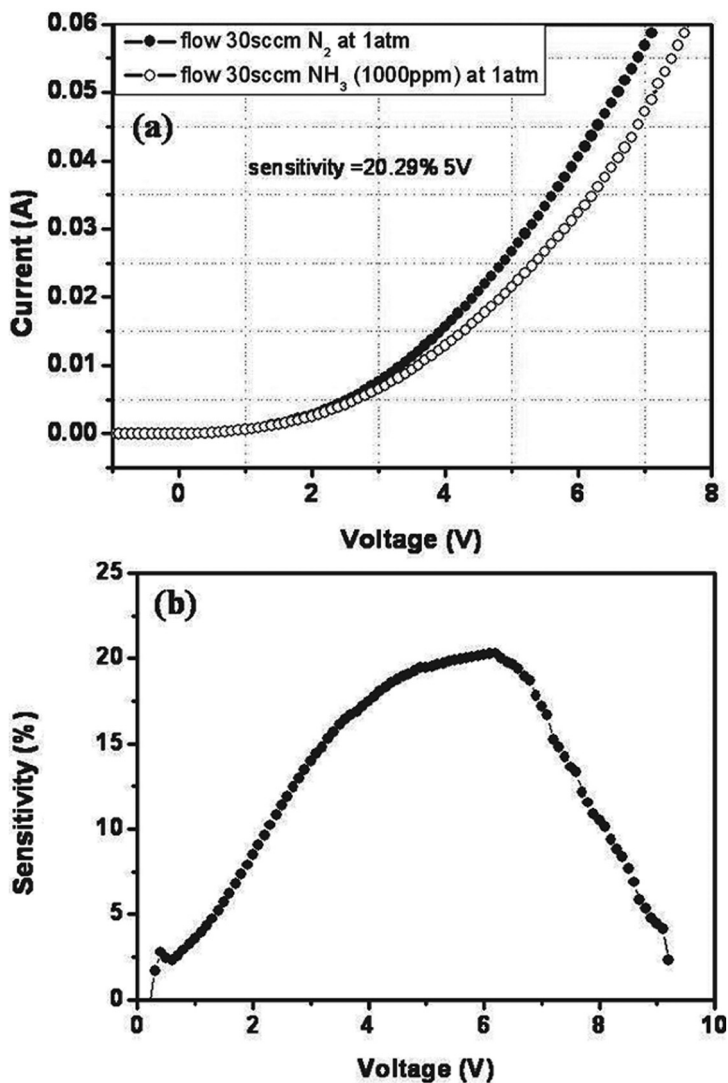 flow 30sccm N2 at 1atm
flow 30sccm NH3 (1000ppm) at 1atm
(a)
sensitivity =20.29% 5V
Current (A)
0.06
0.05
0.04
0.03
0.02
0.01
0.00
0 2 4 6 8
Voltage (V)
(b)
Sensitivity (%)
25
20
15
10
5
0
0 2 4 6 8 10
Voltage (V)